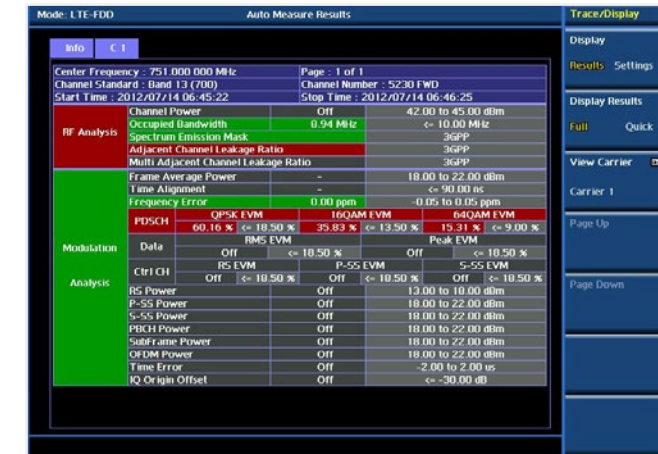 Mode: LTE-FDD Auto Measure Results Trace/Display
Info C 1
Display
Results Settings
Center Frequency : 751.000 000 MHz Page : 1 of 1
Channel Standard : Band 13 (700) Channel Number : 5230 FWD
Start Time : 2012/07/14 06:45:22 Stop Time : 2012/07/14 06:46:25
Display Results
Full Quick
RF Analysis
Channel Power Off 42.00 to 45.00 dBm
Occupied Bandwidth 8.94 MHz <= 10.00 MHz
Spectrum Emission Mask 3GPP
Adjacent Channel Leakage Ratio 3GPP
Multi Adjacent Channel Leakage Ratio 3GPP
View Carrier
Carrier 1
Modulation Analysis
Frame Average Power - 18.00 to 22.00 dBm
Time Alignment - <= 90.00 ns
Frequency Error 0.00 ppm -0.05 to 0.05 ppm
PDSCH QPSK EVM 16QAM EVM 64QAM EVM
60.16 % <= 18.50 % 35.83 % <= 13.50 % 15.31 % <= 9.00 %
Data RMS EVM Peak EVM
Off <= 18.50 % Off <= 18.50 %
Ctrl CH RS EVM P-SS EVM S-SS EVM
Off <= 18.50 % Off <= 18.50 % Off <= 18.50 %
RS Power Off 13.00 to 18.00 dBm
P-SS Power Off 18.00 to 22.00 dBm
S-SS Power Off 18.00 to 22.00 dBm
PBCH Power Off 18.00 to 22.00 dBm
SubFrame Power Off 18.00 to 22.00 dBm
OFDM Power Off 18.00 to 22.00 dBm
Time Error Off -2.00 to 2.00 us
IQ Origin Offset Off <= -30.00 dB
Page Up
Page Down